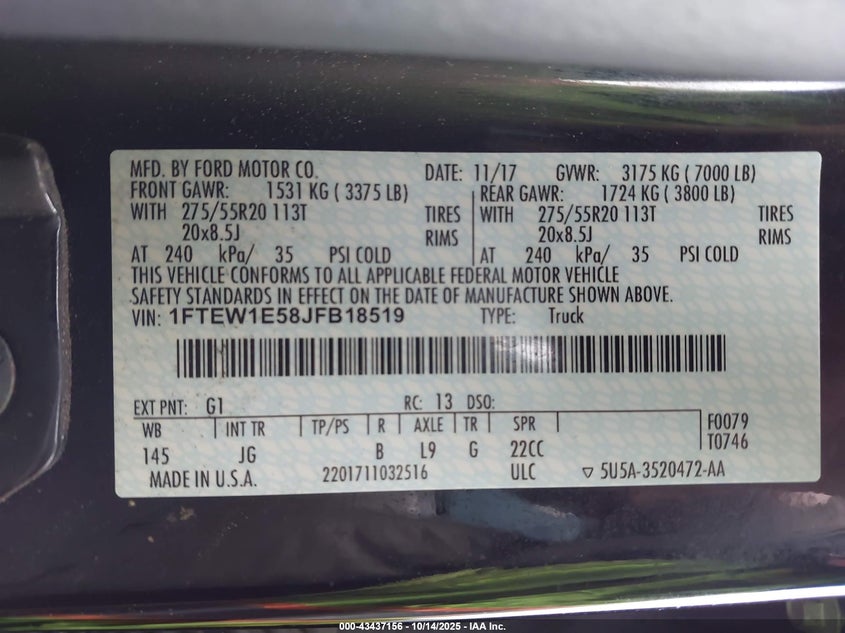 MFD. BY FORD MOTOR CO. DATE: 11/17 GVWR: 3175 KG ( 7000 LB)
FRONT GAWR: 1531 KG ( 3375 LB) REAR GAWR: 1724 KG ( 3800 LB)
WITH 275/55R20 113T TIRES WITH 275/55R20 113T TIRES
20x8.5J RIMS 20x8.5J RIMS
AT 240 kPa/ 35 PSI COLD AT 240 kPa/ 35 PSI COLD
THIS VEHICLE CONFORMS TO ALL APPLICABLE FEDERAL MOTOR VEHICLE
SAFETY STANDARDS IN EFFECT ON THE DATE OF MANUFACTURE SHOWN ABOVE.
VIN: 1FTEW1E58JFB18519 TYPE: Truck
EXT PNT: G1 RC: 13 DSO:
WB INT TR TP/PS R AXLE TR SPR F0079
145 JG B L9 G 22CC T0746
MADE IN U.S.A. 2201711032516 ULC ▽ 5U5A-3520472-AA
000-43437156 - 10/14/2025 - IAA Inc.